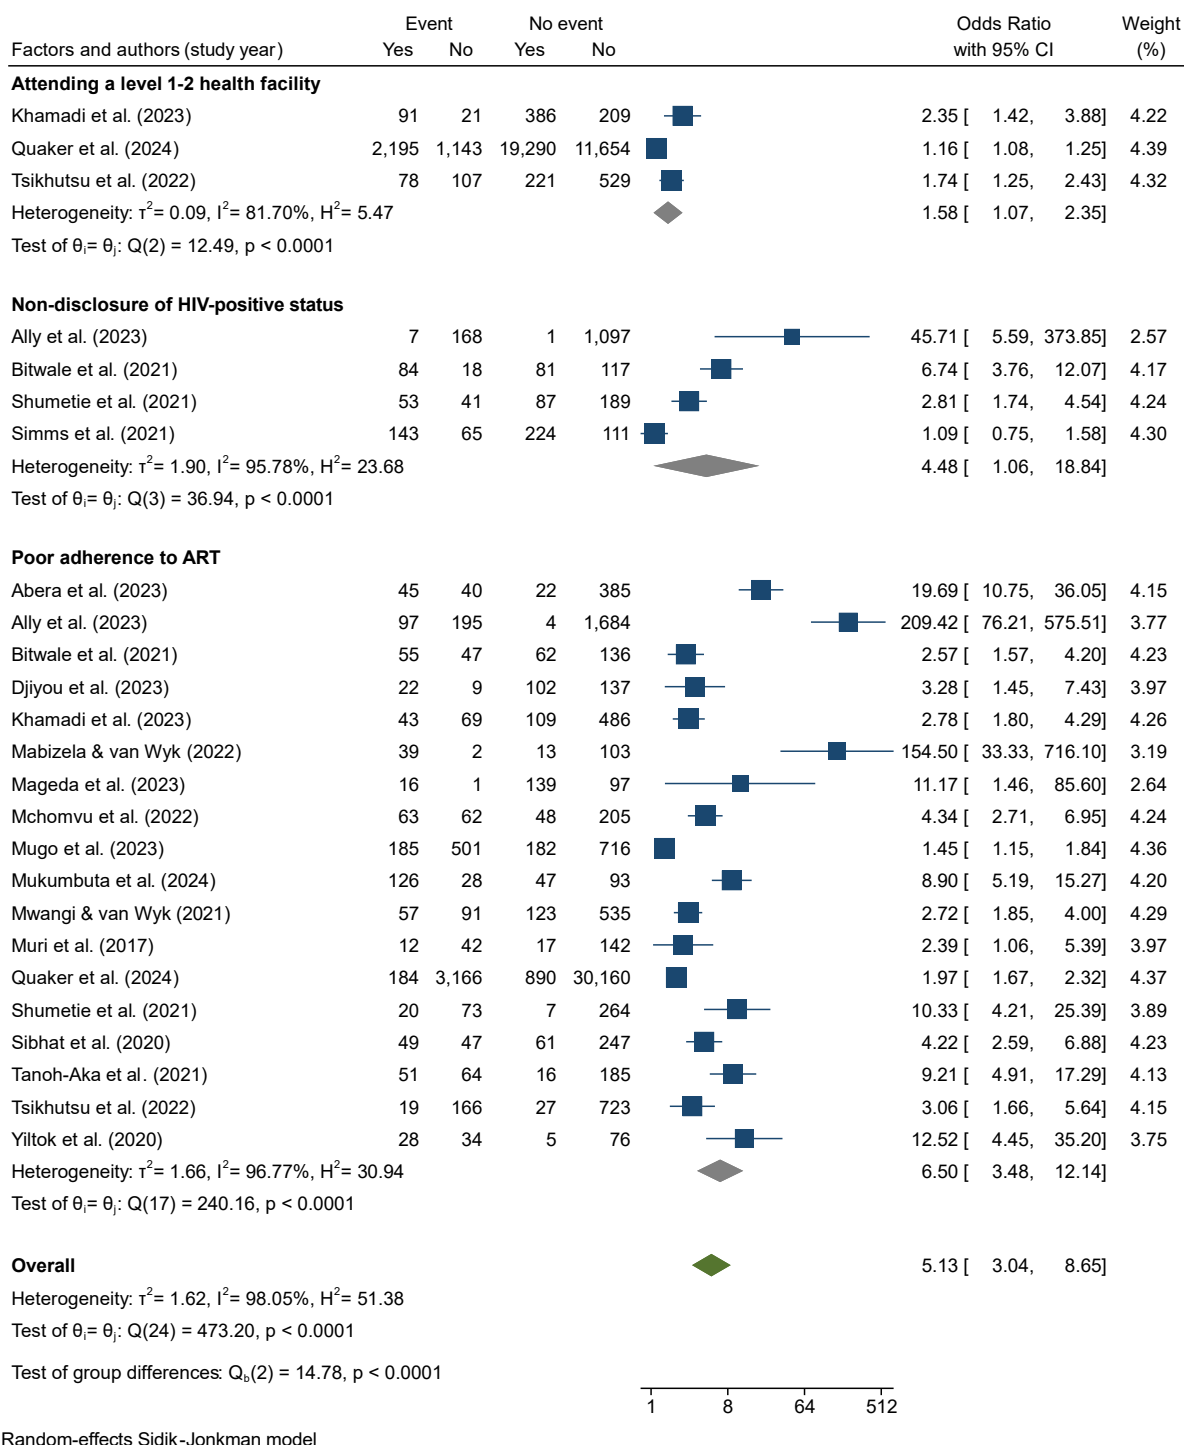 Event No event Odds Ratio Weight
Factors and authors (study year) Yes No Yes No with 95% CI (%)
Attending a level 1-2 health facility
Khamadi et al. (2023) 91 21 386 209 2.35 [ 1.42, 3.88] 4.22
Quaker et al. (2024) 2,195 1,143 19,290 11,654 1.16 [ 1.08, 1.25] 4.39
Tsikhutsu et al. (2022) 78 107 221 529 1.74 [ 1.25, 2.43] 4.32
Heterogeneity: τ²= 0.09, I²= 81.70%, H²= 5.47 1.58 [ 1.07, 2.35]
Test of θᵢ= θⱼ: Q(2) = 12.49, p < 0.0001
Non-disclosure of HIV-positive status
Ally et al. (2023) 7 168 1 1,097 45.71 [ 5.59, 373.85] 2.57
Bitwale et al. (2021) 84 18 81 117 6.74 [ 3.76, 12.07] 4.17
Shumetie et al. (2021) 53 41 87 189 2.81 [ 1.74, 4.54] 4.24
Simms et al. (2021) 143 65 224 111 1.09 [ 0.75, 1.58] 4.30
Heterogeneity: τ²= 1.90, I²= 95.78%, H²= 23.68 4.48 [ 1.06, 18.84]
Test of θᵢ= θⱼ: Q(3) = 36.94, p < 0.0001
Poor adherence to ART
Abera et al. (2023) 45 40 22 385 19.69 [ 10.75, 36.05] 4.15
Ally et al. (2023) 97 195 4 1,684 209.42 [ 76.21, 575.51] 3.77
Bitwale et al. (2021) 55 47 62 136 2.57 [ 1.57, 4.20] 4.23
Djiyou et al. (2023) 22 9 102 137 3.28 [ 1.45, 7.43] 3.97
Khamadi et al. (2023) 43 69 109 486 2.78 [ 1.80, 4.29] 4.26
Mabizela & van Wyk (2022) 39 2 13 103 154.50 [ 33.33, 716.10] 3.19
Mageda et al. (2023) 16 1 139 97 11.17 [ 1.46, 85.60] 2.64
Mchomvu et al. (2022) 63 62 48 205 4.34 [ 2.71, 6.95] 4.24
Mugo et al. (2023) 185 501 182 716 1.45 [ 1.15, 1.84] 4.36
Mukumbuta et al. (2024) 126 28 47 93 8.90 [ 5.19, 15.27] 4.20
Mwangi & van Wyk (2021) 57 91 123 535 2.72 [ 1.85, 4.00] 4.29
Muri et al. (2017) 12 42 17 142 2.39 [ 1.06, 5.39] 3.97
Quaker et al. (2024) 184 3,166 890 30,160 1.97 [ 1.67, 2.32] 4.37
Shumetie et al. (2021) 20 73 7 264 10.33 [ 4.21, 25.39] 3.89
Sibhat et al. (2020) 49 47 61 247 4.22 [ 2.59, 6.88] 4.23
Tanoh-Aka et al. (2021) 51 64 16 185 9.21 [ 4.91, 17.29] 4.13
Tsikhutsu et al. (2022) 19 166 27 723 3.06 [ 1.66, 5.64] 4.15
Yiltok et al. (2020) 28 34 5 76 12.52 [ 4.45, 35.20] 3.75
Heterogeneity: τ²= 1.66, I²= 96.77%, H²= 30.94 6.50 [ 3.48, 12.14]
Test of θᵢ= θⱼ: Q(17) = 240.16, p < 0.0001
Overall 5.13 [ 3.04, 8.65]
Heterogeneity: τ²= 1.62, I²= 98.05%, H²= 51.38
Test of θᵢ= θⱼ: Q(24) = 473.20, p < 0.0001
Test of group differences: Q_b(2) = 14.78, p < 0.0001
1 8 64 512
Random-effects Sidik-Jonkman model